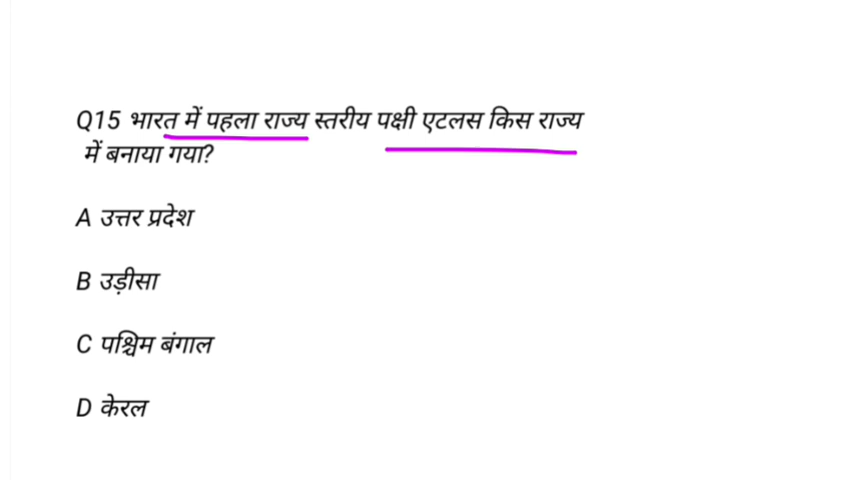 Q15 भारत में पहला राज्य स्तरीय पक्षी एटलस किस राज्य
में बनाया गया?
A उत्तर प्रदेश
B उड़ीसा
C पश्चिम बंगाल
D केरल